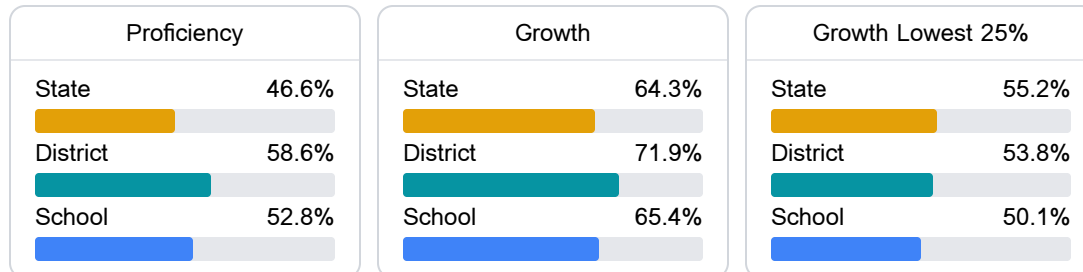 Proficiency
State 46.6%
District 58.6%
School 52.8%
Growth
State 64.3%
District 71.9%
School 65.4%
Growth Lowest 25%
State 55.2%
District 53.8%
School 50.1%